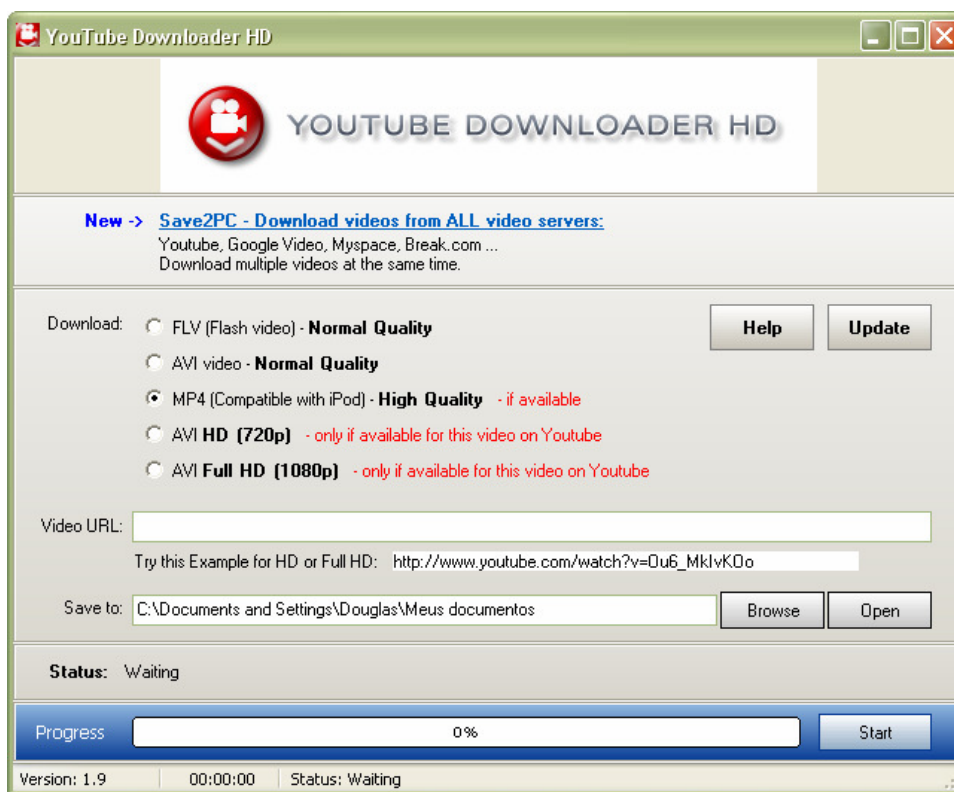 YouTube Downloader HD
YOUTUBE DOWNLOADER HD
New -> Save2PC - Download videos from ALL video servers:
Youtube, Google Video, Myspace, Break.com ...
Download multiple videos at the same time.
Download: FLV (Flash video) - Normal Quality
Help Update
AVI video - Normal Quality
MP4 (Compatible with iPod) - High Quality - if available
AVI HD (720p) - only if available for this video on Youtube
AVI Full HD (1080p) - only if available for this video on Youtube
Video URL:
Try this Example for HD or Full HD: http://www.youtube.com/watch?v=Ou6_MkIvKOo
Save to: C:\Documents and Settings\Douglas\Meus documentos Browse Open
Status: Waiting
Progress 0% Start
Version: 1.9 00:00:00 Status: Waiting